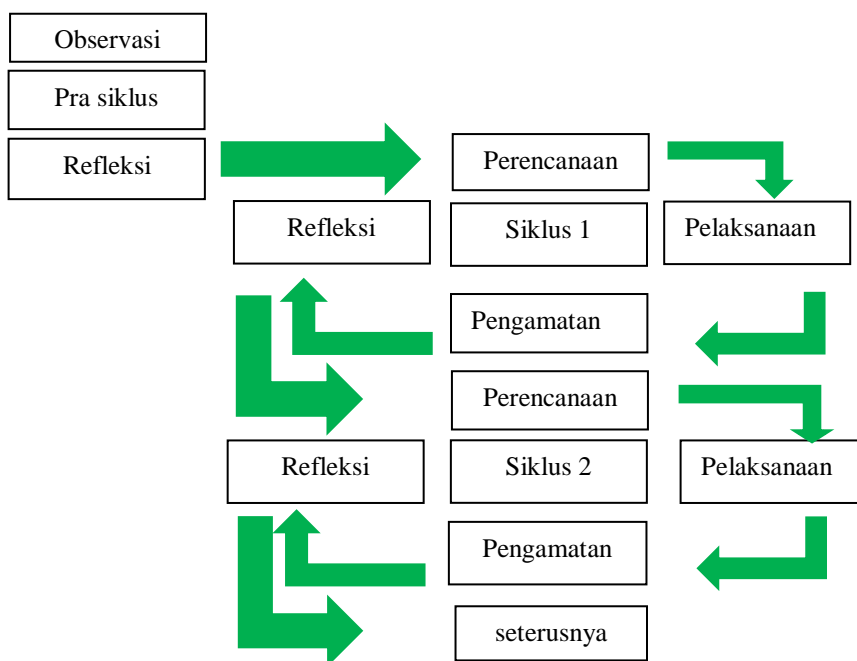 Observasi
Pra siklus
Refleksi
Perencanaan
Refleksi
Siklus 1
Pelaksanaan
Pengamatan
Perencanaan
Refleksi
Siklus 2
Pelaksanaan
Pengamatan
seterusnya